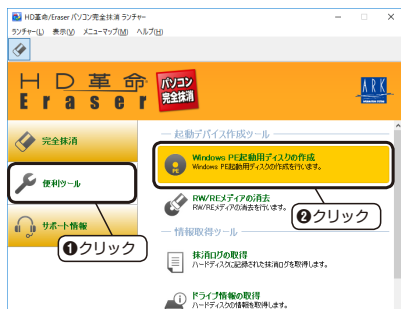 HD革命/Eraser パソコン完全抹消 ランチャー
ランチャー(L) 表示(V) メニューマップ(M) ヘルプ(H)
HD革命
Eraser
パソコン
完全抹消
ARK
完全抹消
便利ツール
サポート情報
❶クリック
起動デバイス作成ツール
Windows PE起動用ディスクの作成
Windows PE起動用ディスクの作成を行います。
PE
RW/REメディアの消去
RW/REメディアの消去を行います。
❷クリック
情報取得ツール
抹消ログの取得
ハードディスクに記録された抹消ログを取得します。
ドライブ情報の取得
ハードディスクの情報を取得します。